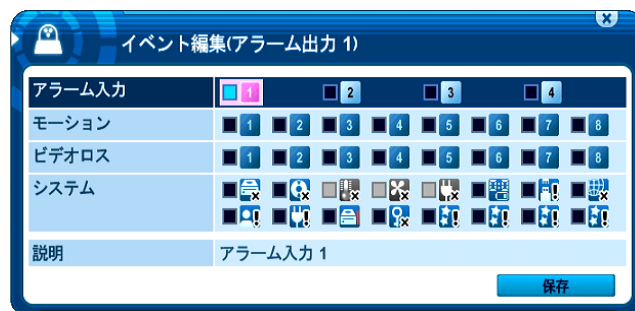 イベント編集(アラーム出力 1)
アラーム入力 1 2 3 4
モーション 1 2 3 4 5 6 7 8
ビデオロス 1 2 3 4 5 6 7 8
システム
説明 アラーム入力 1
保存